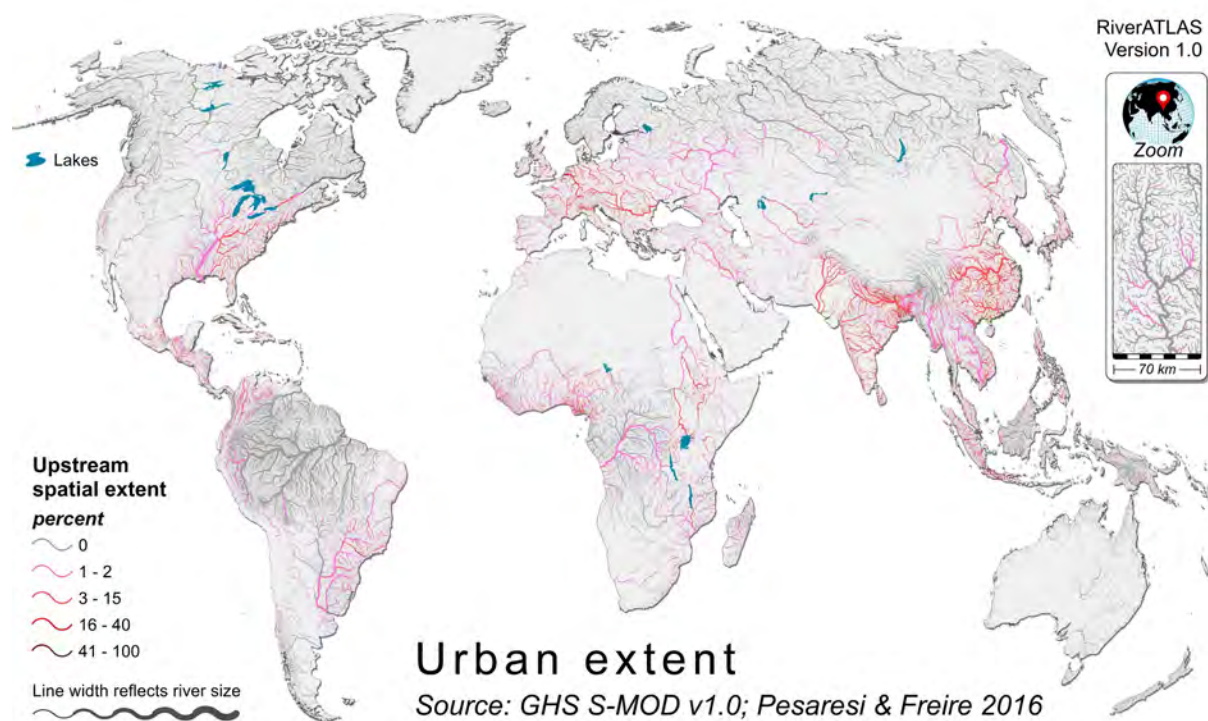 RiverATLAS
Version 1.0
Zoom
70 km
Lakes
Upstream
spatial extent
percent
0
1 - 2
3 - 15
16 - 40
41 - 100
Line width reflects river size
Urban extent
Source: GHS S-MOD v1.0; Pesaresi & Freire 2016